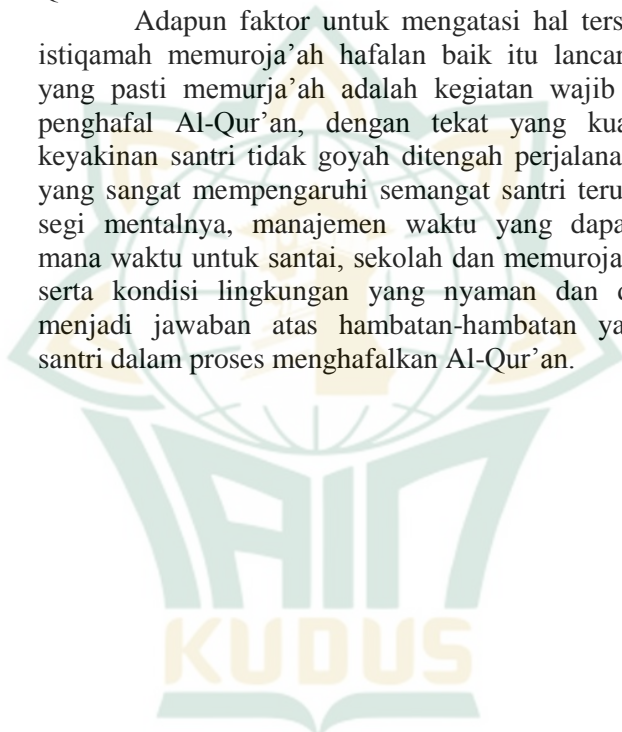 Adapun faktor untuk mengatasi hal ters
istiqamah memuroja’ah hafalan baik itu lancar
yang pasti memurja’ah adalah kegiatan wajib
penghafal Al-Qur’an, dengan tekat yang kua
keyakinan santri tidak goyah ditengah perjalana
yang sangat mempengaruhi semangat santri teru
segi mentalnya, manajemen waktu yang dapa
mana waktu untuk santai, sekolah dan memuroja
serta kondisi lingkungan yang nyaman dan
menjadi jawaban atas hambatan-hambatan ya
santri dalam proses menghafalkan Al-Qur’an.
IAIN
KUDUS